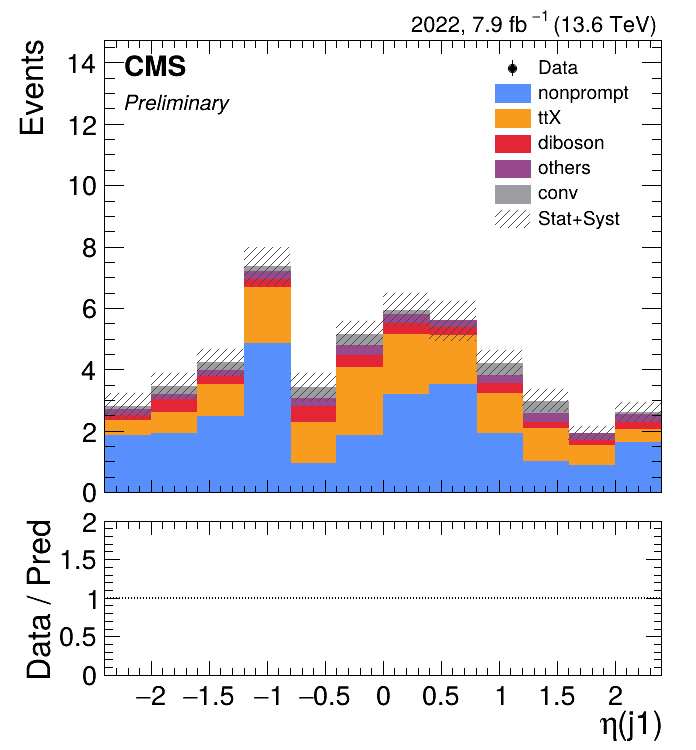 2022, 7.9 fb⁻¹ (13.6 TeV)
CMS
Preliminary
Events
14
12
10
8
6
4
2
0
Data
nonprompt
ttX
diboson
others
conv
Stat+Syst
Data / Pred
2
1.5
1
0.5
0
−2 −1.5 −1 −0.5 0 0.5 1 1.5 2
η(j1)